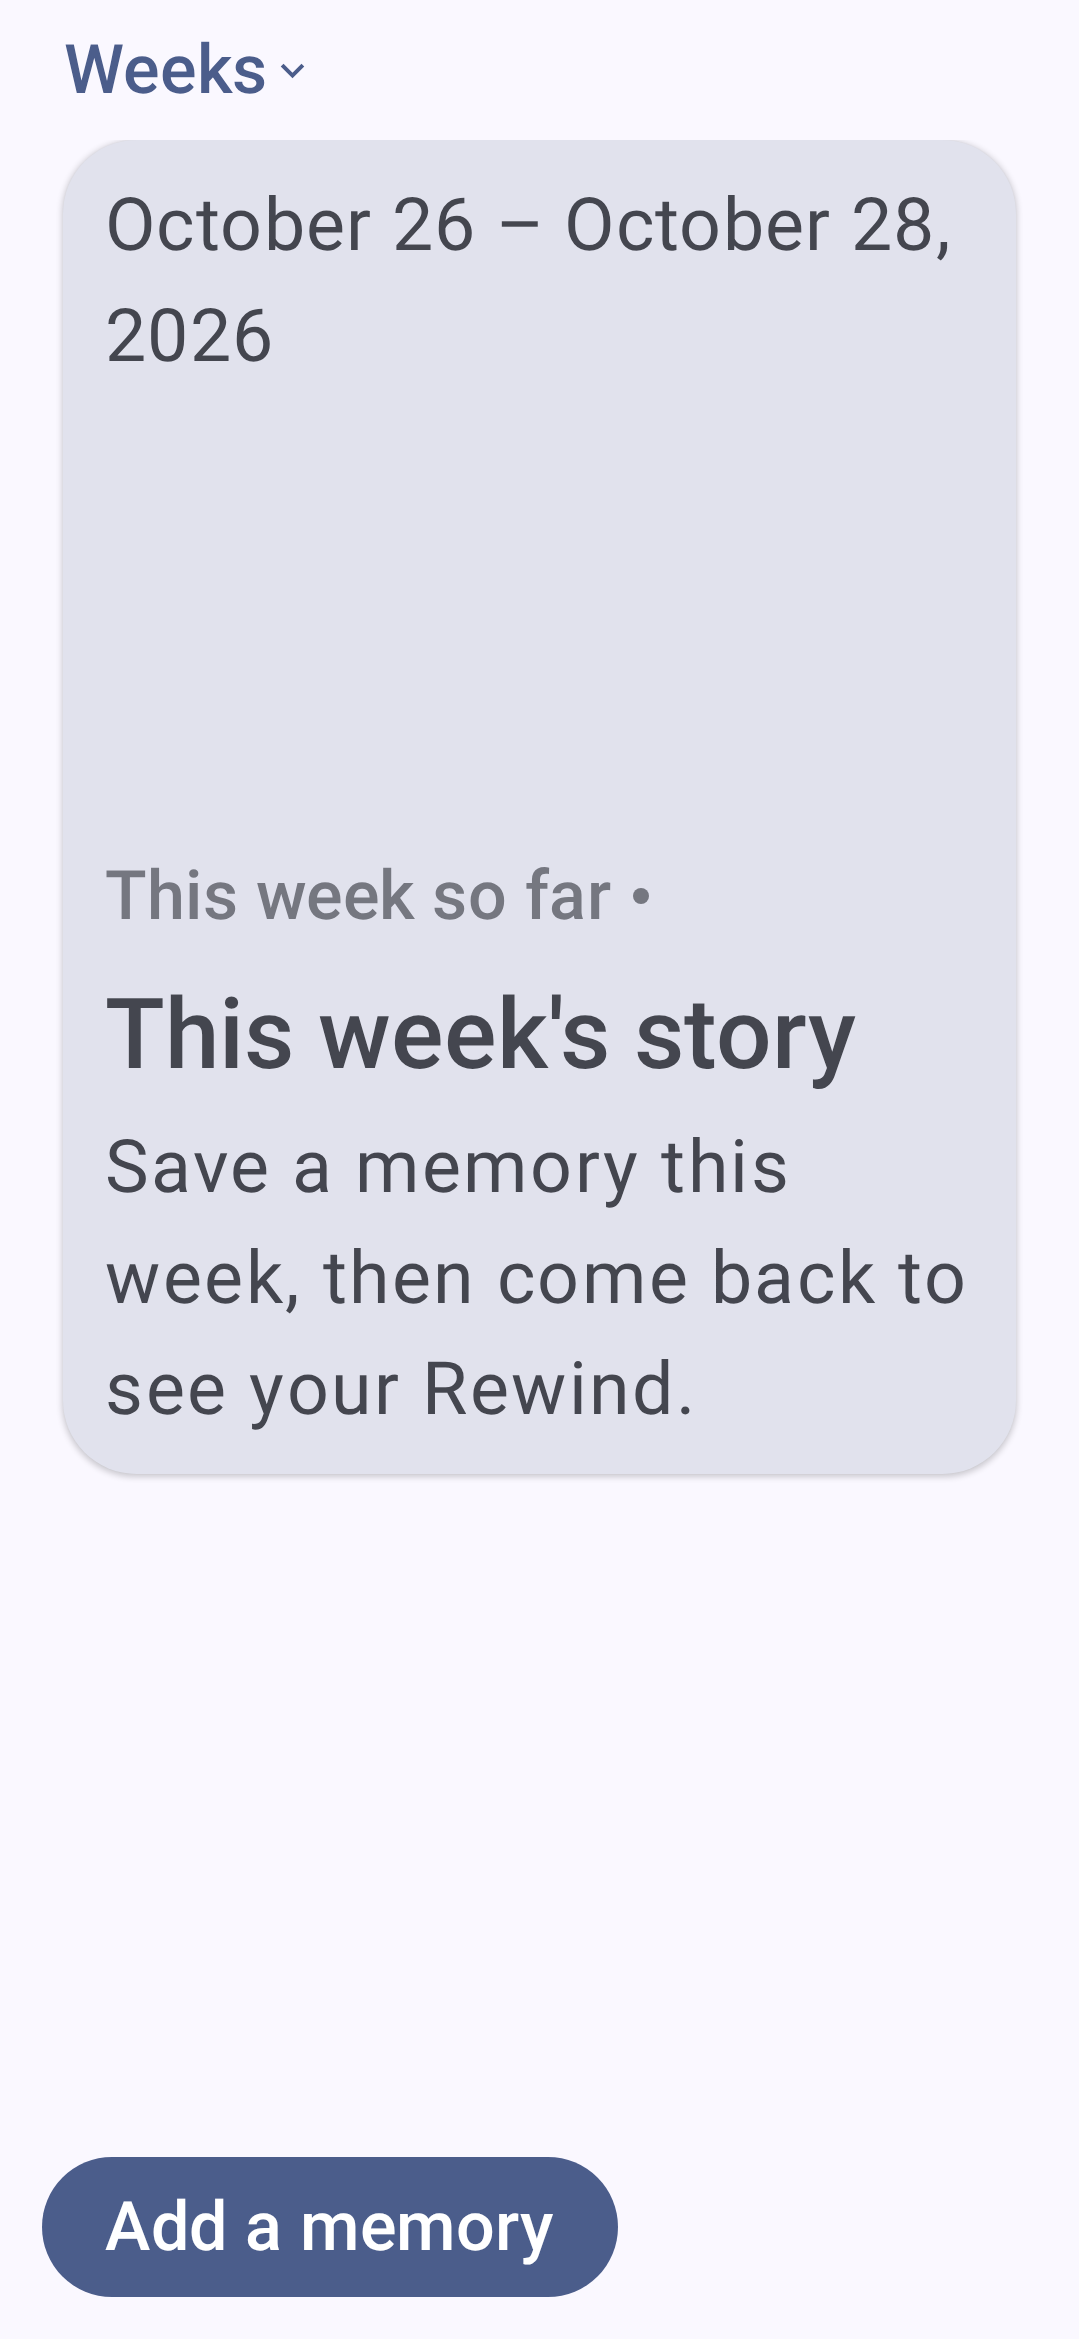 Weeks
October 26 – October 28,
2026
This week so far •
This week's story
Save a memory this
week, then come back to
see your Rewind.
Add a memory